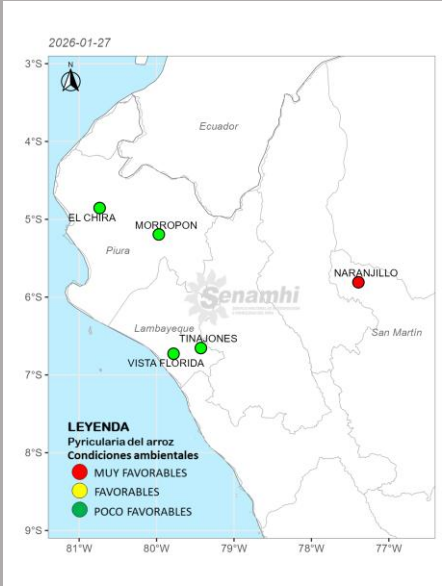 2026-01-27
N
3°S
Ecuador
4°S
EL CHIRA
5°S
MORROPON
Piura
NARANJILLO
6°S
Senamhi
Lambayeque
San Martín
TINAJONES
VISTA FLORIDA
7°S
LEYENDA
Pyricularia del arroz
Condiciones ambientales
8°S
MUY FAVORABLES
FAVORABLES
POCO FAVORABLES
9°S
81°W 80°W 79°W 78°W 77°W